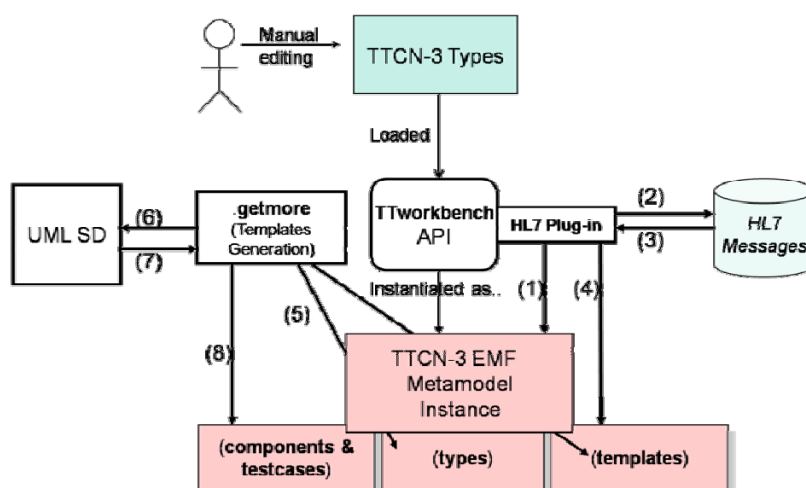 Manual
editing
TTCN-3 Types
Loaded
UML SD
(6)
(7)
.getmore
(Templates
Generation)
TTworkbench
API
HL7 Plug-in
(2)
(3)
HL7
Messages
Instantiated as..
(1)
(4)
(5)
(8)
TTCN-3 EMF
Metamodel
Instance
(components &
testcases)
(types)
(templates)